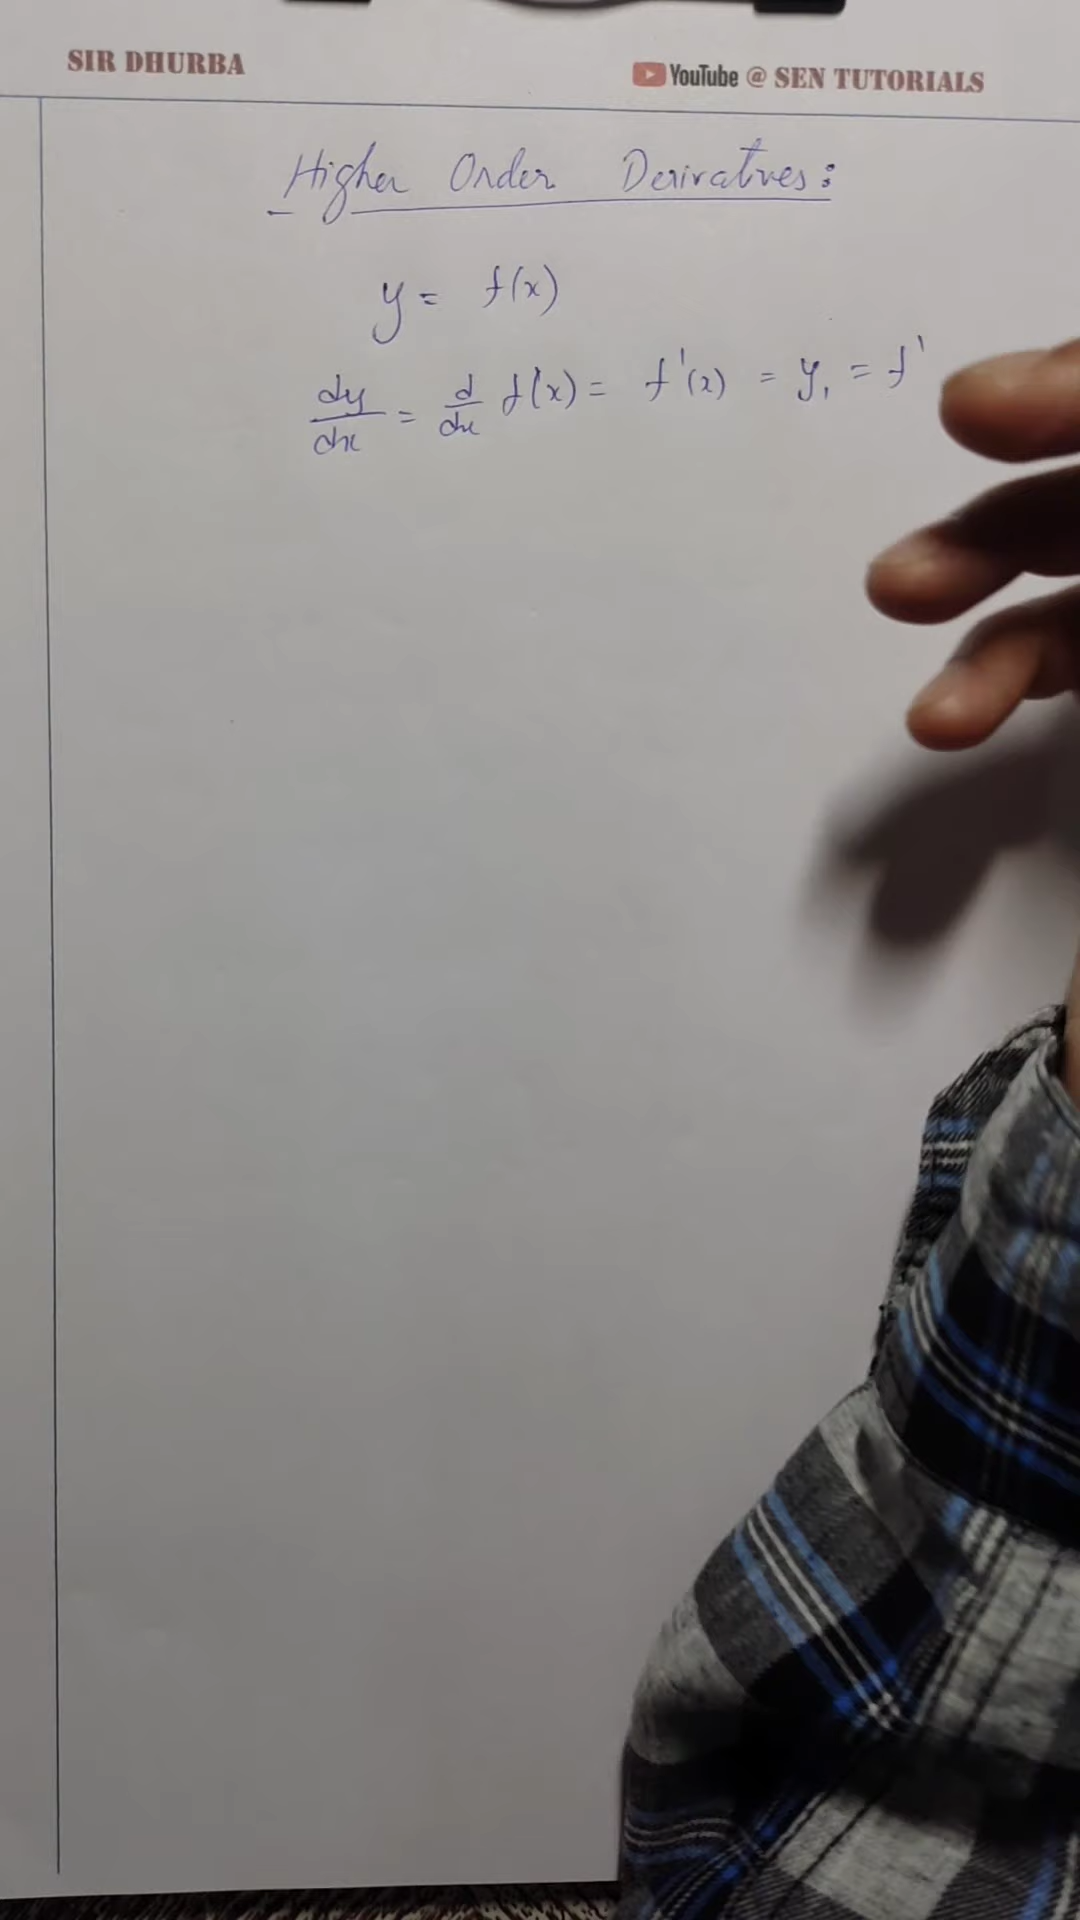 SIR DHURBA
YouTube @ SEN TUTORIALS
Higher Order Derivatives:
y = f(x)
dy/dx = d/dx f(x) = f'(x) = y₁ = f'